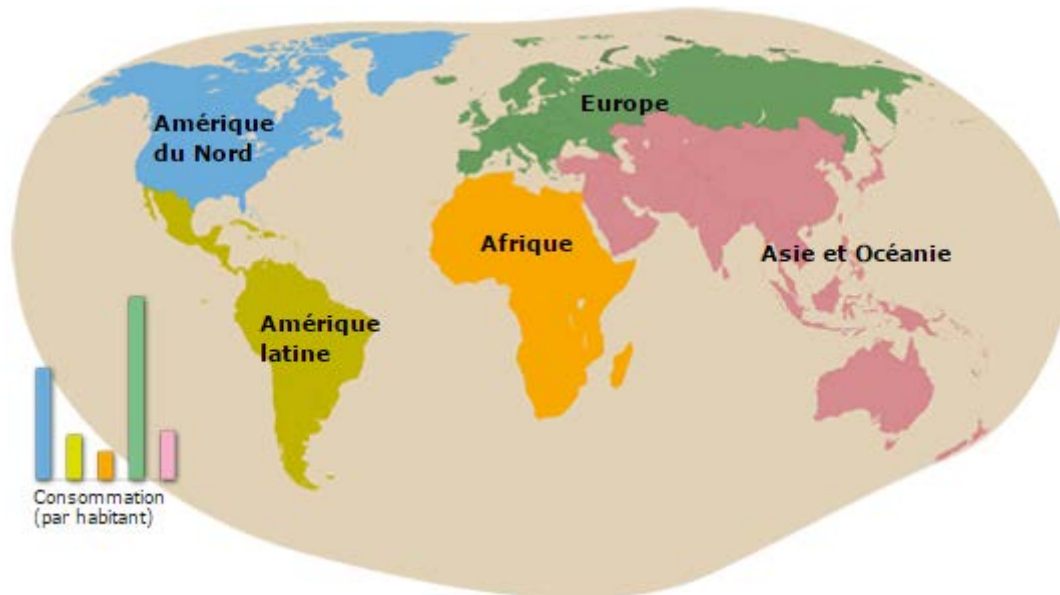 Amérique
du Nord
Europe
Afrique
Asie et Océanie
Amérique
latine
Consommation
(par habitant)